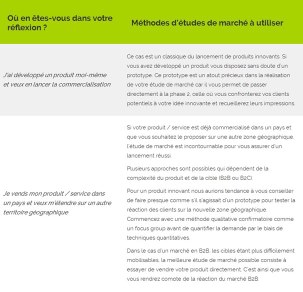 Où en êtes-vous dans votre
réflexion ?
Méthodes d'études de marché à utiliser
J'ai développé un produit moi-même
et veux en lancer la commercialisation
Ce cas est un classique du lancement de produits innovants. Si
vous avez développé un produit vous disposez sans doute d'un
prototype. Ce prototype est un atout précieux dans la réalisation
de votre étude de marché car il vous permet de passer
directement à la phase 2, celle où vous confronterez vos clients
potentiels à votre idée innovante et recueillerez leurs impressions.
Je vends mon produit / service dans
un pays et veux m'étendre sur un autre
territoire géographique
Si votre produit / service est déjà commercialisé dans un pays et
que vous souhaitez le proposer sur une autre zone géographique,
l'étude de marché est incontournable pour vous assurer d'un
lancement réussi.
Plusieurs approches sont possibles qui dépendent de la
complexité du produit et de la cible (B2B ou B2C).
Pour un produit innovant nous aurions tendance à vous conseiller
de faire presque comme s'il s'agissait d'un prototype pour tester la
réaction des clients sur la nouvelle zone géographique.
Commencez avec une méthode qualitative confirmatoire comme
un focus group avant de quantifier la demande par le biais de
techniques quantitatives.
Dans le cas d'un marché en B2B, les cibles étant plus difficilement
mobilisables, la meilleure étude de marché possible consiste à
essayer de vendre votre produit directement. C'est ainsi que vous
vous rendrez compte de la réaction du marché B2B.